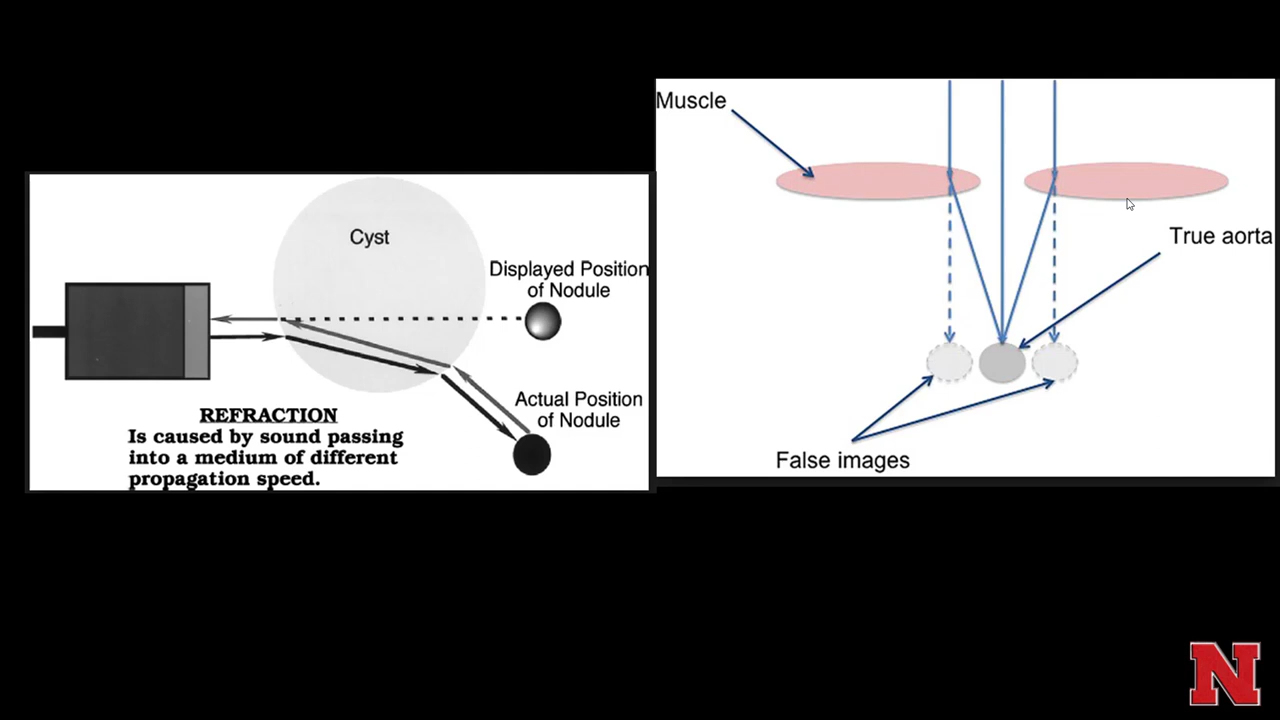 Cyst
Displayed Position
of Nodule
Actual Position
of Nodule
REFRACTION
Is caused by sound passing
into a medium of different
propagation speed.
Muscle
True aorta
False images
N